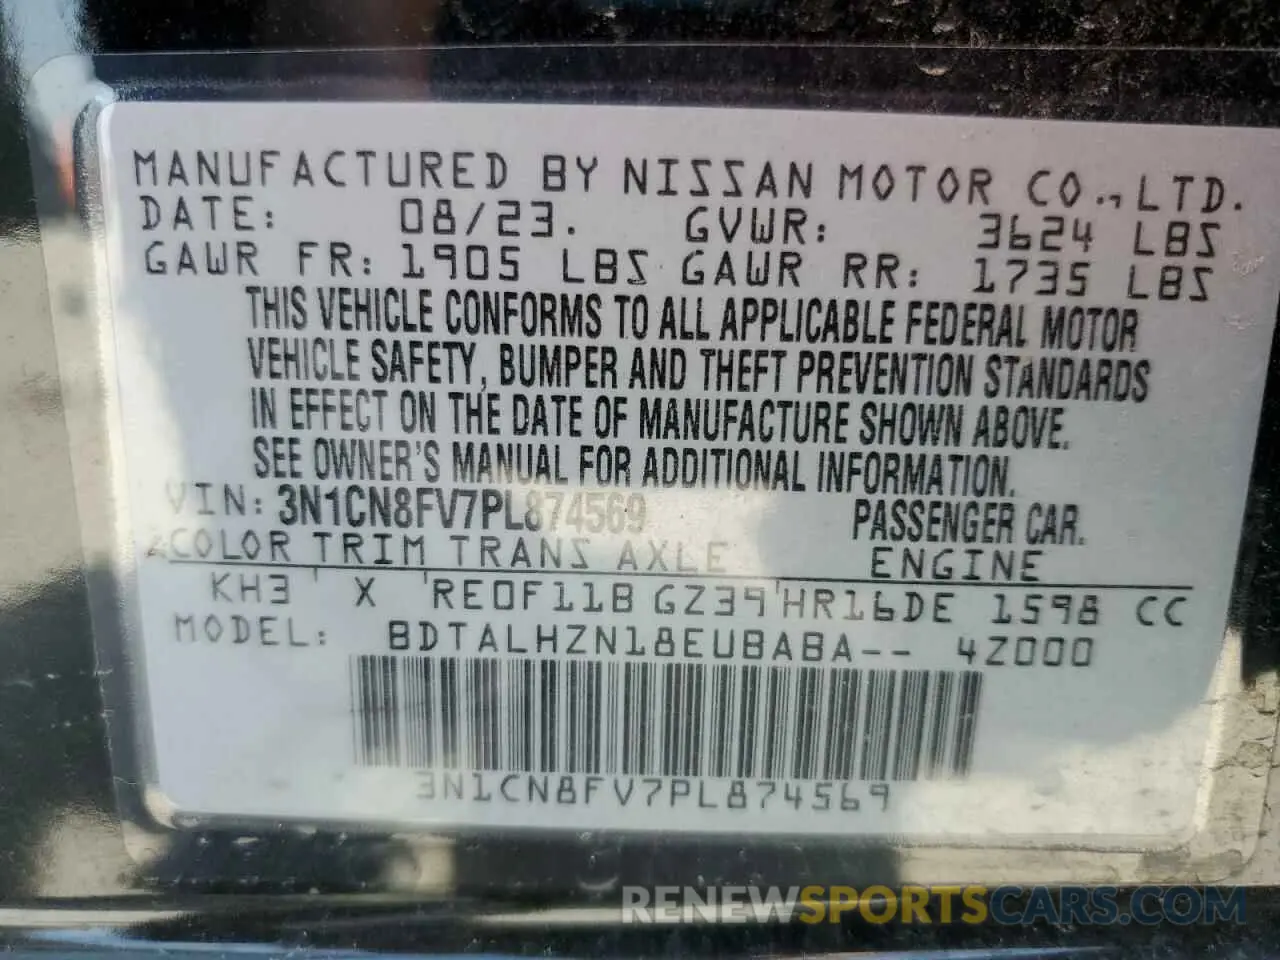 MANUFACTURED BY NISSAN MOTOR CO.,LTD.
DATE: 08/23. GVWR: 3624 LBS
GAWR FR: 1905 LBS GAWR RR: 1735 LBS
THIS VEHICLE CONFORMS TO ALL APPLICABLE FEDERAL MOTOR
VEHICLE SAFETY, BUMPER AND THEFT PREVENTION STANDARDS
IN EFFECT ON THE DATE OF MANUFACTURE SHOWN ABOVE.
SEE OWNER'S MANUAL FOR ADDITIONAL INFORMATION.
VIN: 3N1CN8FV7PL874569 PASSENGER CAR.
COLOR TRIM TRANS AXLE ENGINE
KH3 X RE0F11B GZ39 HR16DE 1598 CC
MODEL: BDTALHZN18EUBABA-- 4Z000
3N1CN8FV7PL874569
RENEWSPORTSCARS.COM